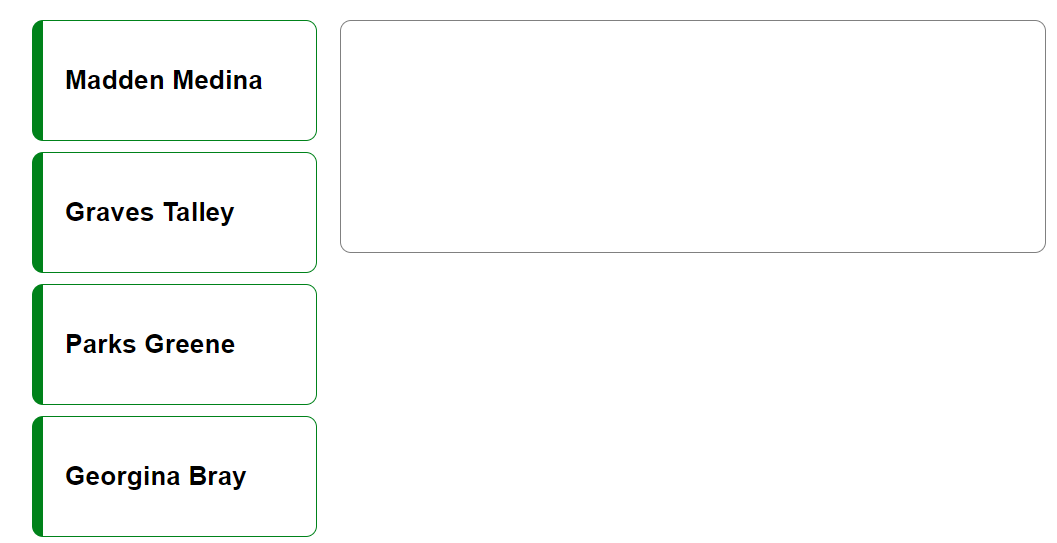 Madden Medina
Graves Talley
Parks Greene
Georgina Bray